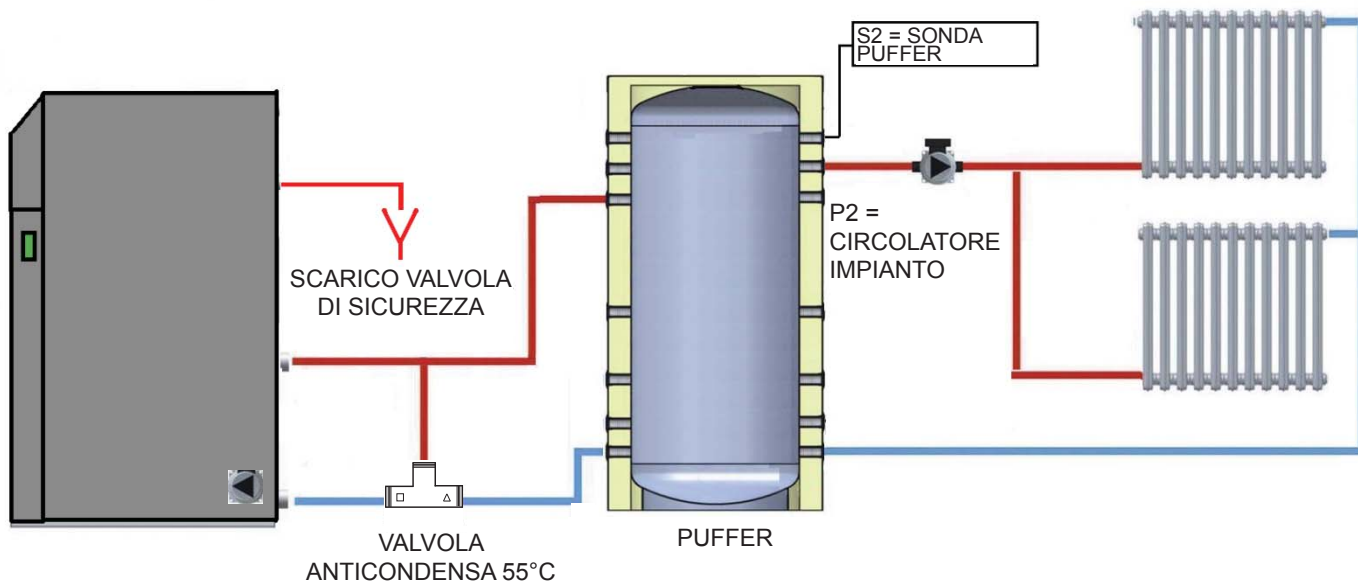 S2 = SONDA
PUFFER
P2 =
CIRCOLATORE
IMPIANTO
SCARICO VALVOLA
DI SICUREZZA
VALVOLA
ANTICONDENSA 55°C
PUFFER